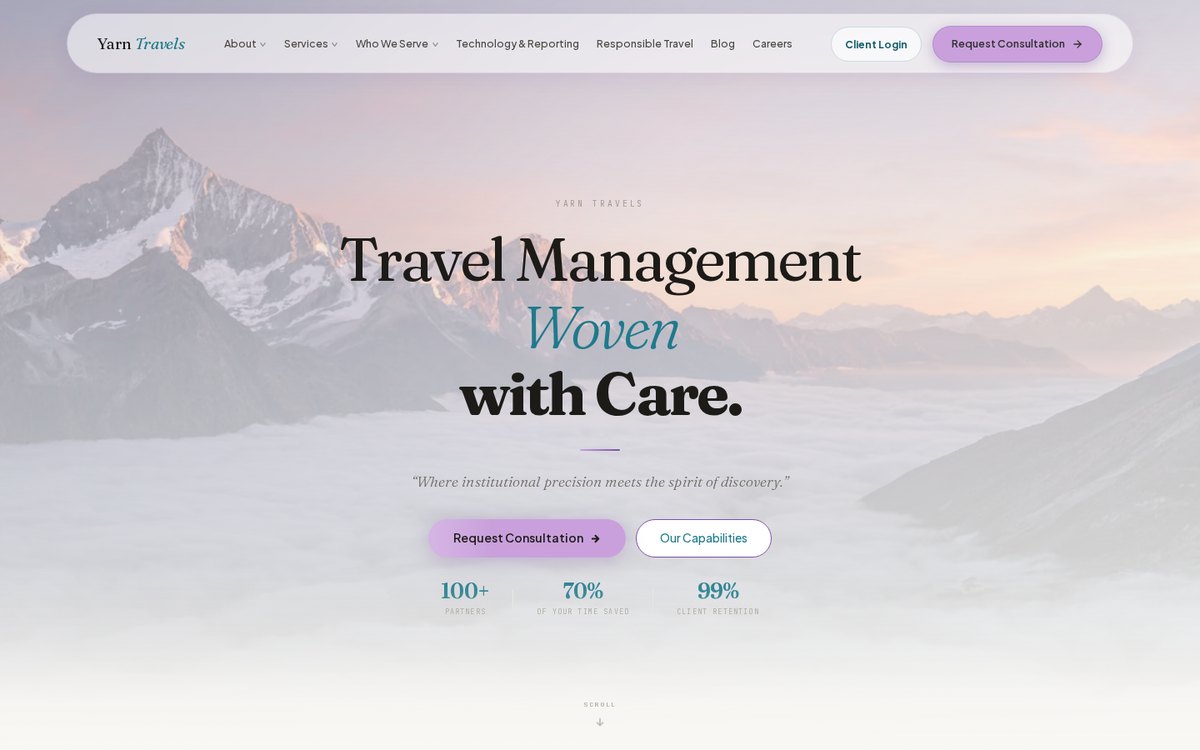 Yarn Travels
About
Services
Who We Serve
Technology & Reporting
Responsible Travel
Blog
Careers
Client Login
Request Consultation →
YARN TRAVELS
Travel Management
Woven
with Care.
“Where institutional precision meets the spirit of discovery.”
Request Consultation →
Our Capabilities
100+
PARTNERS
70%
OF YOUR TIME SAVED
99%
CLIENT RETENTION
SCROLL
↓